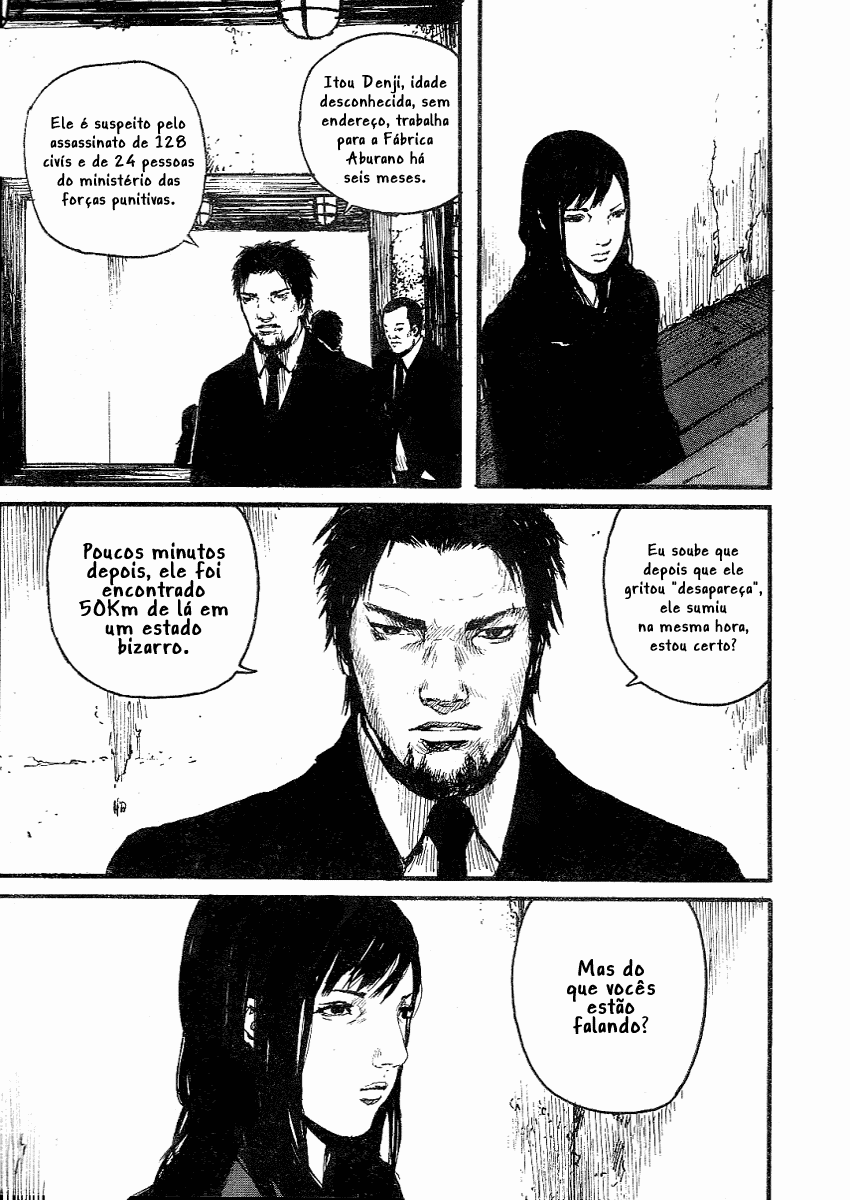 Itou Denji, idade
desconhecida, sem
endereço, trabalha
para a Fábrica
Aburano há
seis meses.
Ele é suspeito pelo
assassinato de 128
civís e de 24 pessoas
do ministério das
forças punitivas.
Eu soube que
depois que ele
gritou "desapareça",
ele sumiu
na mesma hora,
estou certo?
Poucos minutos
depois, ele foi
encontrado
50Km de lá em
um estado
bizarro.
Mas do
que vocês
estão
falando?